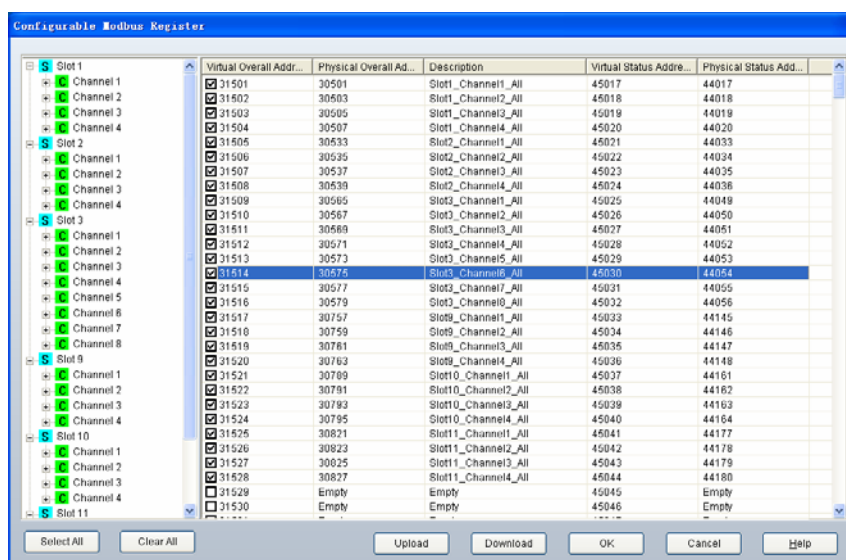 Configurable Modbus Register
Slot 1
Channel 1
Channel 2
Channel 3
Channel 4
Slot 2
Channel 1
Channel 2
Channel 3
Channel 4
Slot 3
Channel 1
Channel 2
Channel 3
Channel 4
Channel 5
Channel 6
Channel 7
Channel 8
Slot 9
Channel 1
Channel 2
Channel 3
Channel 4
Slot 10
Channel 1
Channel 2
Channel 3
Channel 4
Slot 11
Virtual Overall Addr... Physical Overall Ad... Description Virtual Status Addre... Physical Status Add...
31501 30501 Slot1_Channel1_All 45017 44017
31502 30503 Slot1_Channel2_All 45018 44018
31503 30505 Slot1_Channel3_All 45019 44019
31504 30507 Slot1_Channel4_All 45020 44020
31505 30533 Slot2_Channel1_All 45021 44033
31506 30535 Slot2_Channel2_All 45022 44034
31507 30537 Slot2_Channel3_All 45023 44035
31508 30539 Slot2_Channel4_All 45024 44036
31509 30565 Slot3_Channel1_All 45025 44049
31510 30567 Slot3_Channel2_All 45026 44050
31511 30569 Slot3_Channel3_All 45027 44051
31512 30571 Slot3_Channel4_All 45028 44052
31513 30573 Slot3_Channel5_All 45029 44053
31514 30575 Slot3_Channel6_All 45030 44054
31515 30577 Slot3_Channel7_All 45031 44055
31516 30579 Slot3_Channel8_All 45032 44056
31517 30757 Slot9_Channel1_All 45033 44145
31518 30759 Slot9_Channel2_All 45034 44146
31519 30761 Slot9_Channel3_All 45035 44147
31520 30763 Slot9_Channel4_All 45036 44148
31521 30789 Slot10_Channel1_All 45037 44161
31522 30791 Slot10_Channel2_All 45038 44162
31523 30793 Slot10_Channel3_All 45039 44163
31524 30795 Slot10_Channel4_All 45040 44164
31525 30821 Slot11_Channel1_All 45041 44177
31526 30823 Slot11_Channel2_All 45042 44178
31527 30825 Slot11_Channel3_All 45043 44179
31528 30827 Slot11_Channel4_All 45044 44180
31529 Empty Empty 45045 Empty
31530 Empty Empty 45046 Empty
Select All Clear All Upload Download OK Cancel Help